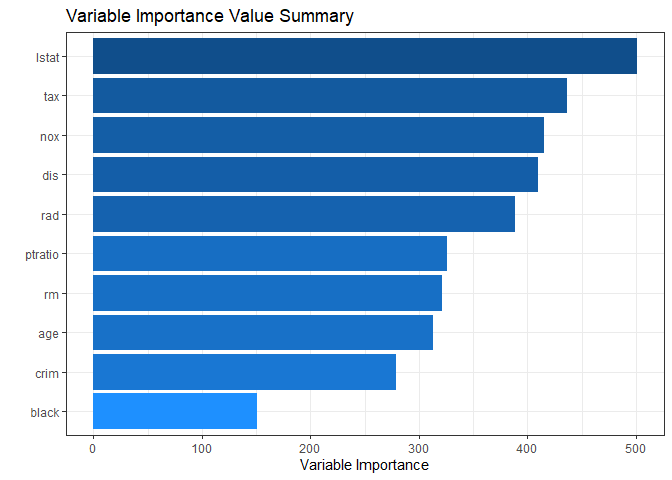 Variable Importance Value Summary
lstat
tax
nox
dis
rad
ptratio
rm
age
crim
black
0 100 200 300 400 500
Variable Importance